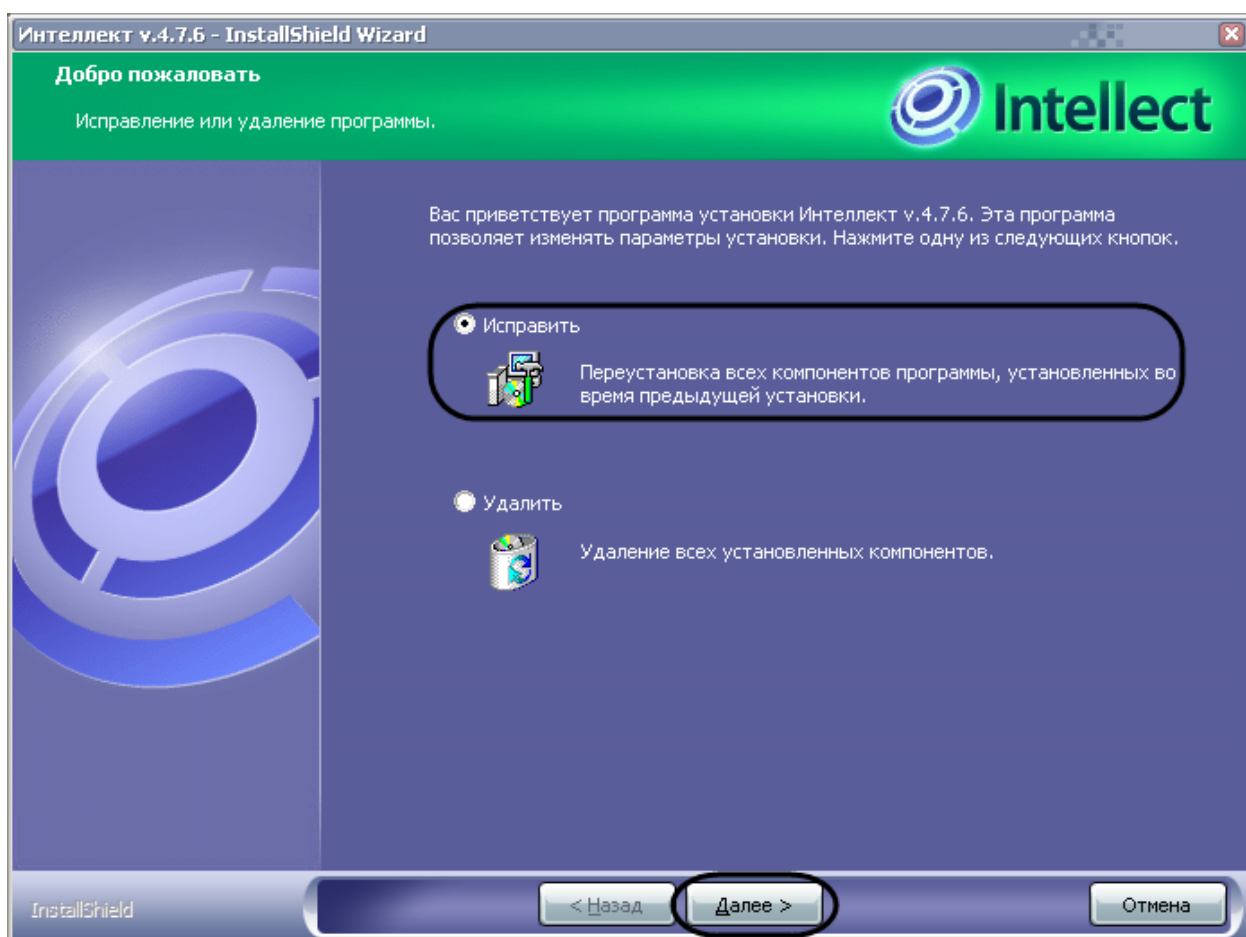 Интеллект v.4.7.6 - InstallShield Wizard
Добро пожаловать
Исправление или удаление программы.
Intellect
Вас приветствует программа установки Интеллект v.4.7.6. Эта программа
позволяет изменять параметры установки. Нажмите одну из следующих кнопок.
Исправить
Переустановка всех компонентов программы, установленных во
время предыдущей установки.
Удалить
Удаление всех установленных компонентов.
InstallShield
< Назад
Далее >
Отмена